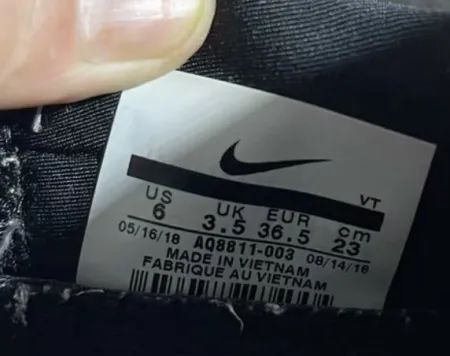 VT
US UK EUR cm
6 3.5 36.5 23
05/16/18 AQ8811-003 08/14/18
MADE IN VIETNAM
FABRIQUE AU VIETNAM